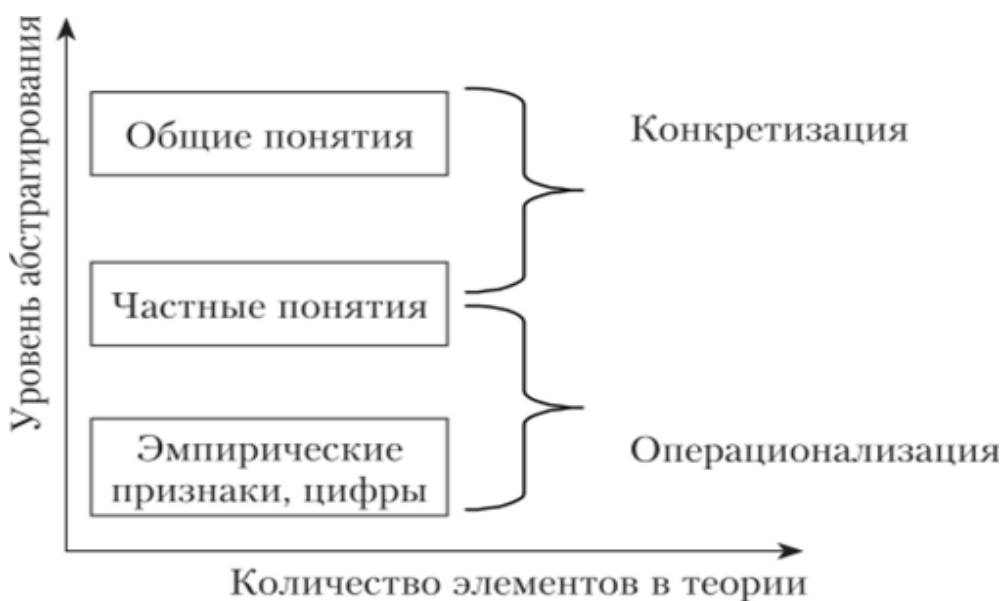 Уровень абстрагирования
Общие понятия
Конкретизация
Частные понятия
Эмпирические
признаки, цифры
Операционализация
Количество элементов в теории